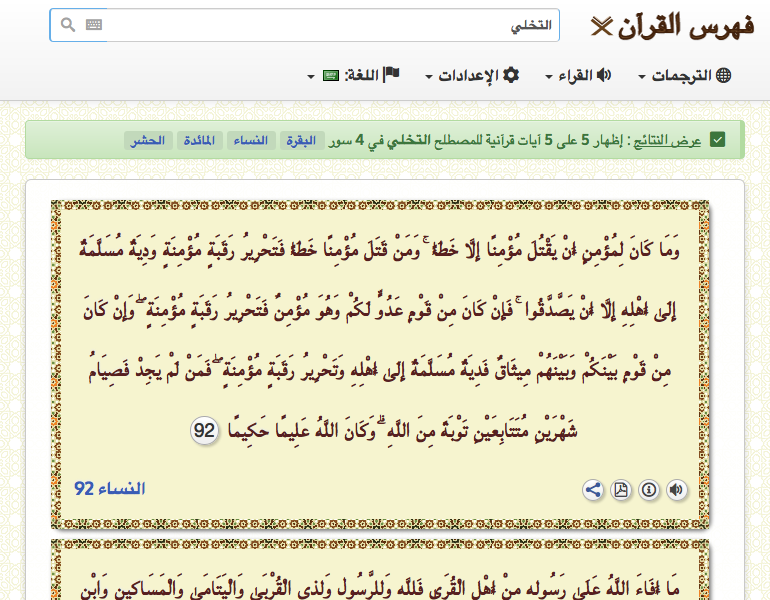 فهرس القرآن
التخلي
الترجمات القراء الإعدادات اللغة:
عرض النتائج : إظهار 5 على 5 آيات قرآنية للمصطلح التخلي في 4 سور البقرة النساء المائدة الحشر
وَمَا كَانَ لِمُؤْمِنٍ أَنْ يَقْتُلَ مُؤْمِنًا إِلَّا خَطَأً ۚ وَمَنْ قَتَلَ مُؤْمِنًا خَطَأً فَتَحْرِيرُ رَقَبَةٍ مُؤْمِنَةٍ وَدِيَةٌ مُسَلَّمَةٌ
إِلَىٰ أَهْلِهِ إِلَّا أَنْ يَصَّدَّقُوا ۚ فَإِنْ كَانَ مِنْ قَوْمٍ عَدُوٍّ لَكُمْ وَهُوَ مُؤْمِنٌ فَتَحْرِيرُ رَقَبَةٍ مُؤْمِنَةٍ ۖ وَإِنْ كَانَ
مِنْ قَوْمٍ بَيْنَكُمْ وَبَيْنَهُمْ مِيثَاقٌ فَدِيَةٌ مُسَلَّمَةٌ إِلَىٰ أَهْلِهِ وَتَحْرِيرُ رَقَبَةٍ مُؤْمِنَةٍ ۖ فَمَنْ لَمْ يَجِدْ فَصِيَامُ
شَهْرَيْنِ مُتَتَابِعَيْنِ تَوْبَةً مِنَ اللَّهِ ۗ وَكَانَ اللَّهُ عَلِيمًا حَكِيمًا 92
النساء 92
مَا أَفَاءَ اللَّهُ عَلَىٰ رَسُولِهِ مِنْ أَهْلِ الْقُرَىٰ فَلِلَّهِ وَلِلرَّسُولِ وَلِذِي الْقُرْبَىٰ وَالْيَتَامَىٰ وَالْمَسَاكِينِ وَابْنِ